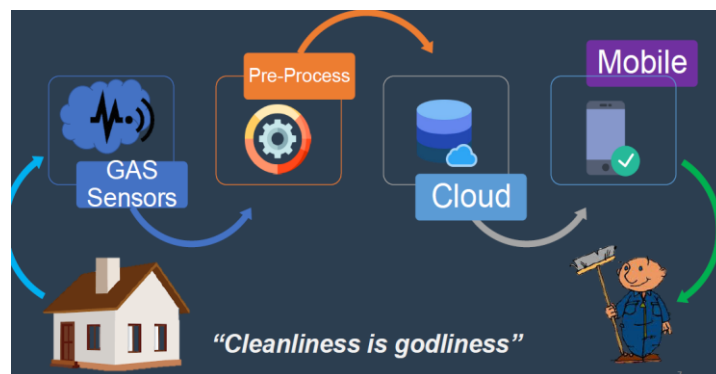 Pre-Process
Mobile
GAS
Sensors
Cloud
“Cleanliness is godliness”